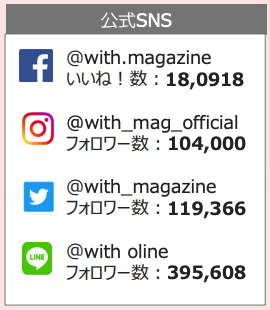 公式SNS
@with.magazine
いいね！数：18,0918
@with_mag_official
フォロワー数：104,000
@with_magazine
フォロワー数：119,366
LINE
@with oline
フォロワー数：395,608